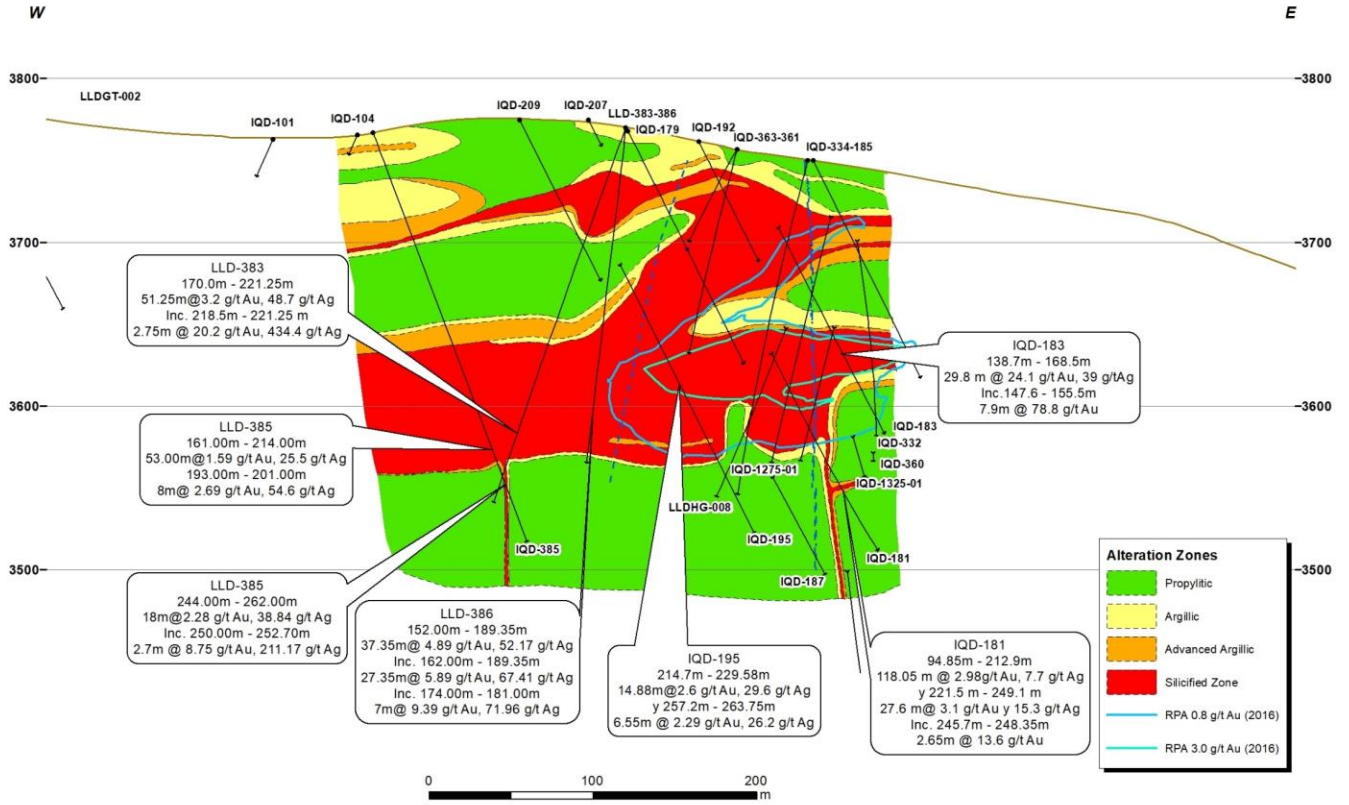 W
E
3800
3800
LLDGT-002
IQD-101
IQD-104
IQD-209
IQD-207
LLD-383-386
IQD-179
IQD-192
IQD-363-361
IQD-334-185
3700
3700
LLD-383
170.0m - 221.25m
51.25m@3.2 g/t Au, 48.7 g/t Ag
Inc. 218.5m - 221.25 m
2.75m @ 20.2 g/t Au, 434.4 g/t Ag
IQD-183
138.7m - 168.5m
29.8 m @ 24.1 g/t Au, 39 g/tAg
Inc.147.6 - 155.5m
7.9m @ 78.8 g/t Au
3600
3600
LLD-385
161.00m - 214.00m
53.00m@1.59 g/t Au, 25.5 g/t Ag
193.00m - 201.00m
8m@ 2.69 g/t Au, 54.6 g/t Ag
IQD-183
IQD-332
IQD-360
IQD-1275-01
IQD-1325-01
LLDHG-008
IQD-195
IQD-385
IQD-181
IQD-187
3500
3500
LLD-385
244.00m - 262.00m
18m@2.28 g/t Au, 38.84 g/t Ag
Inc. 250.00m - 252.70m
2.7m @ 8.75 g/t Au, 211.17 g/t Ag
LLD-386
152.00m - 189.35m
37.35m@ 4.89 g/t Au, 52.17 g/t Ag
Inc. 162.00m - 189.35m
27.35m@ 5.89 g/t Au, 67.41 g/t Ag
Inc. 174.00m - 181.00m
7m@ 9.39 g/t Au, 71.96 g/t Ag
IQD-195
214.7m - 229.58m
14.88m@2.6 g/t Au, 29.6 g/t Ag
y 257.2m - 263.75m
6.55m @ 2.29 g/t Au, 26.2 g/t Ag
IQD-181
94.85m - 212.9m
118.05 m @ 2.98g/t Au, 7.7 g/t Ag
y 221.5 m - 249.1 m
27.6 m@ 3.1 g/t Au y 15.3 g/t Ag
Inc. 245.7m - 248.35m
2.65m @ 13.6 g/t Au
Alteration Zones
Propylitic
Argillic
Advanced Argillic
Silicified Zone
RPA 0.8 g/t Au (2016)
RPA 3.0 g/t Au (2016)
0
100
200
m